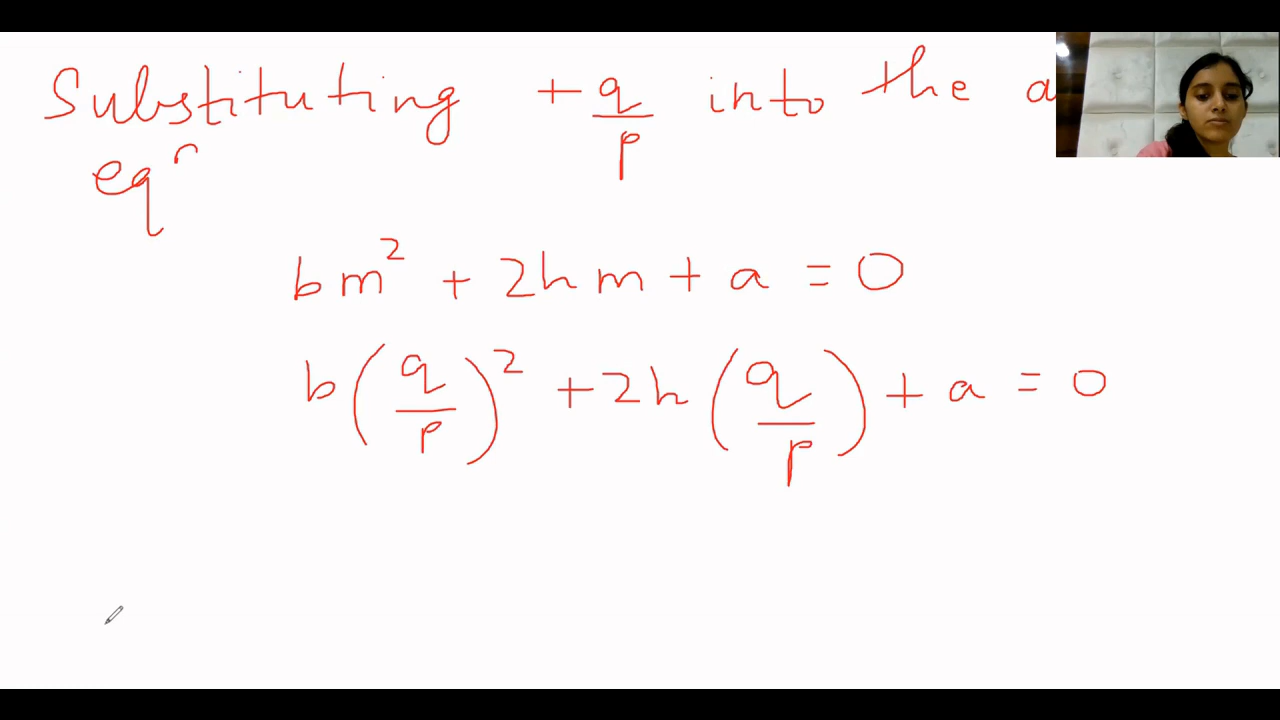 Substituting + q/p into the a
eqⁿ
bm² + 2hm + a = 0
b(q/p)² + 2h(q/p) + a = 0